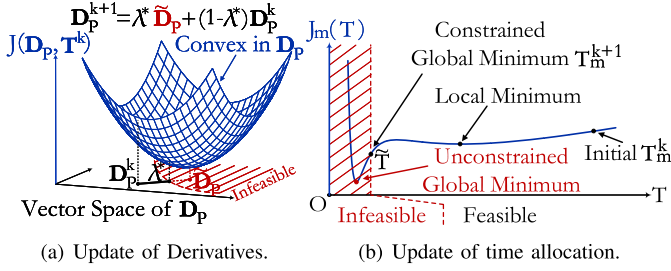 D_P^{k+1}=λ*D̃_P+(1-λ*)D_P^k
J(D_P,T^k)
Convex in D_P
D_P^k
λ*
D̃_P
Infeasible
Vector Space of D_P
(a) Update of Derivatives.
J_m(T)
Constrained
Global Minimum T_m^{k+1}
Local Minimum
T̃
Initial T_m^k
Unconstrained
Global Minimum
O
T
Infeasible
Feasible
(b) Update of time allocation.